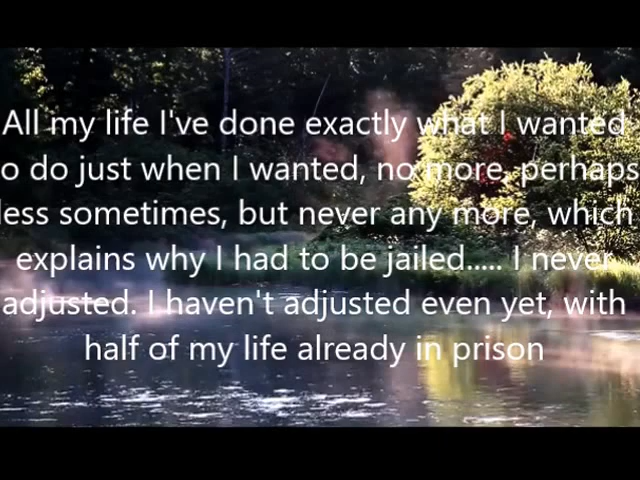 All my life I've done exactly what I wanted
o do just when I wanted, no more, perhaps
less sometimes, but never any more, which
explains why I had to be jailed..... I never
adjusted. I haven't adjusted even yet, with
half of my life already in prison